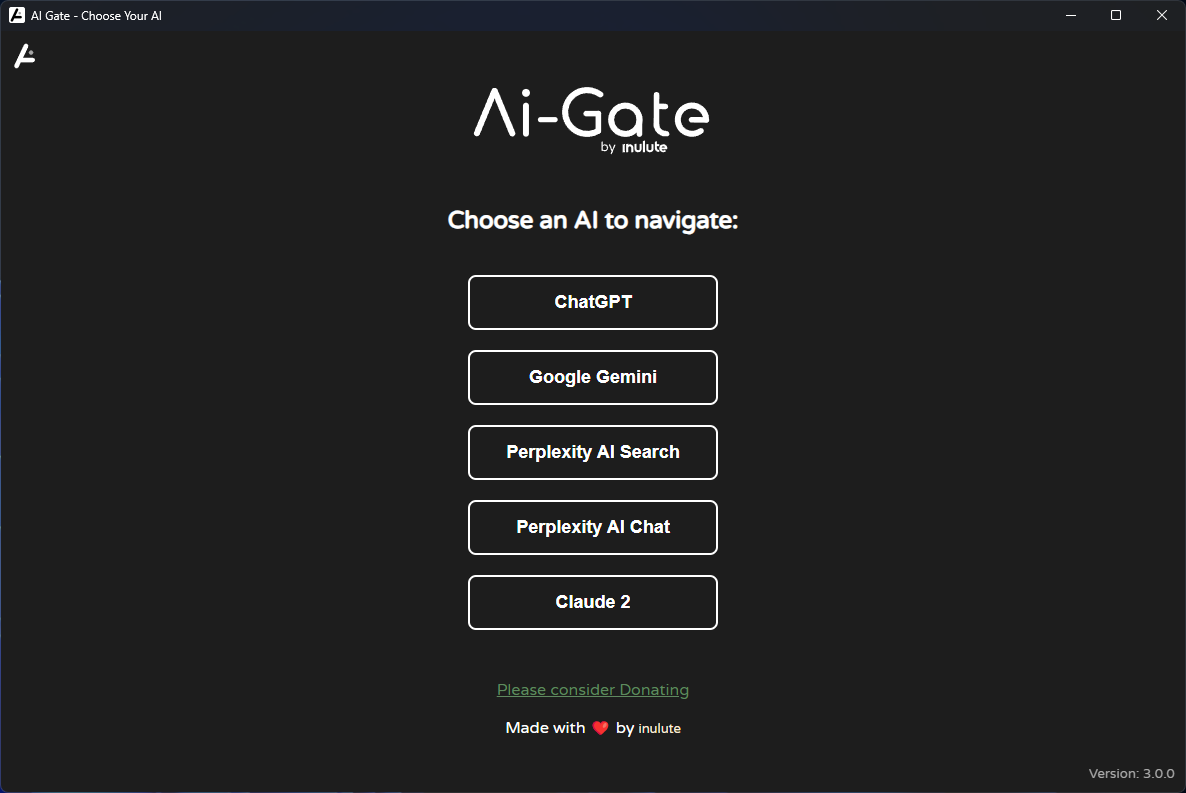 AI Gate - Choose Your AI
Ai-Gate
by inulute
Choose an AI to navigate:
ChatGPT
Google Gemini
Perplexity AI Search
Perplexity AI Chat
Claude 2
Please consider Donating
Made with ❤️ by inulute
Version: 3.0.0